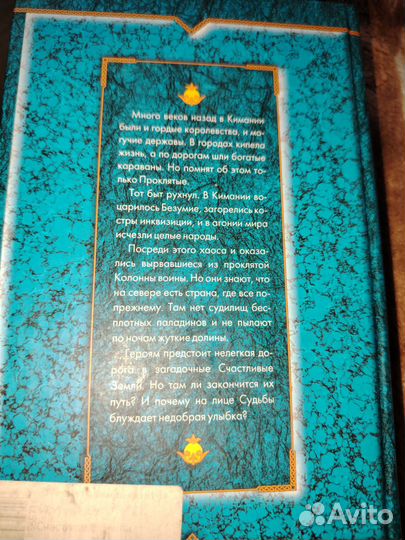 Много веков назад в Кимании
были и гордые королевства, и мо-
гучие державы. В городах кипела
жизнь, а по дорогам шли богатые
караваны. Но помнят об этом то-
лько Проклятые.
Тот быт рухнул. В Кимании во-
царилось Безумие, загорелись ко-
стры инквизиции, и в агонии мира
исчезли целые народы.
Посреди этого хаоса и оказа-
лись вырвавшиеся из проклятой
Колонны воины. Но они знают, что
на севере есть страна, где все по-
прежнему. Там нет судилищ бес-
плотных паладинов и не пылают
по ночам жуткие долины.
...Героям предстоит нелегкая до-
рога в загадочные Счастливые
Земли. Но там ли закончится их
путь? И почему на лице Судьбы
блуждает недобрая улыбка?
Avito